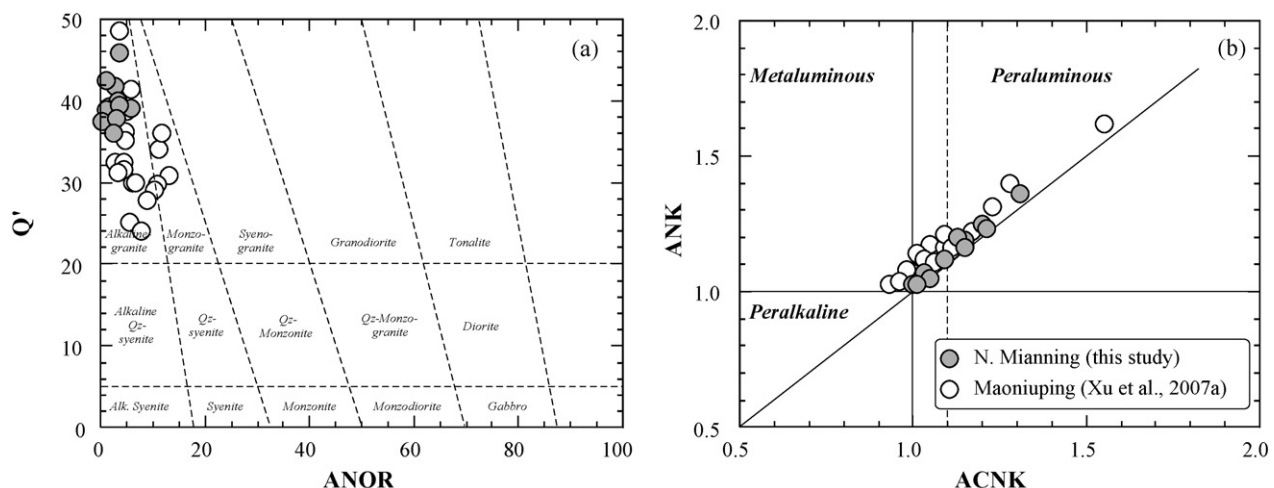 50
40
30
20
10
0
Q'
(a)
Alkaline- Monzo- Syeno- Granodiorite Tonalite
granite granite granite
Alkaline Qz- Qz- Qz-Monzo- Diorite
Qz- syenite Monzonite granite
syenite
Alk. Syenite Syenite Monzonite Monzodiorite Gabbro
0 20 40 60 80 100
ANOR
2.0
1.5
1.0
0.5
ANK
(b)
Metaluminous Peraluminous
Peralkaline
N. Mianning (this study)
Maoniuping (Xu et al., 2007a)
0.5 1.0 1.5 2.0
ACNK